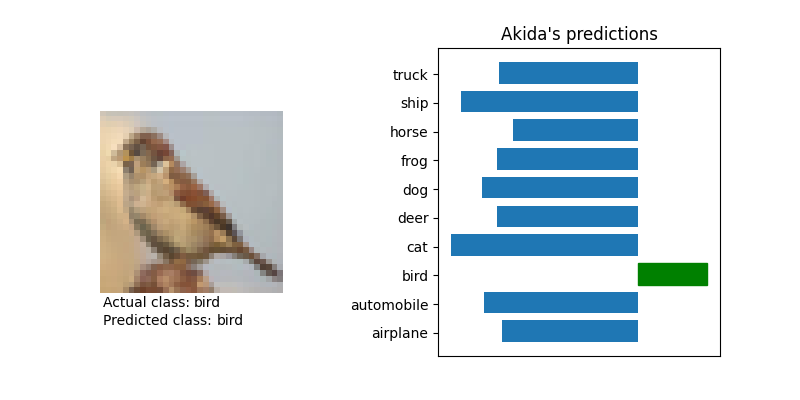 Akida's predictions
truck
ship
horse
frog
dog
deer
cat
bird
automobile
airplane
Actual class: bird
Predicted class: bird